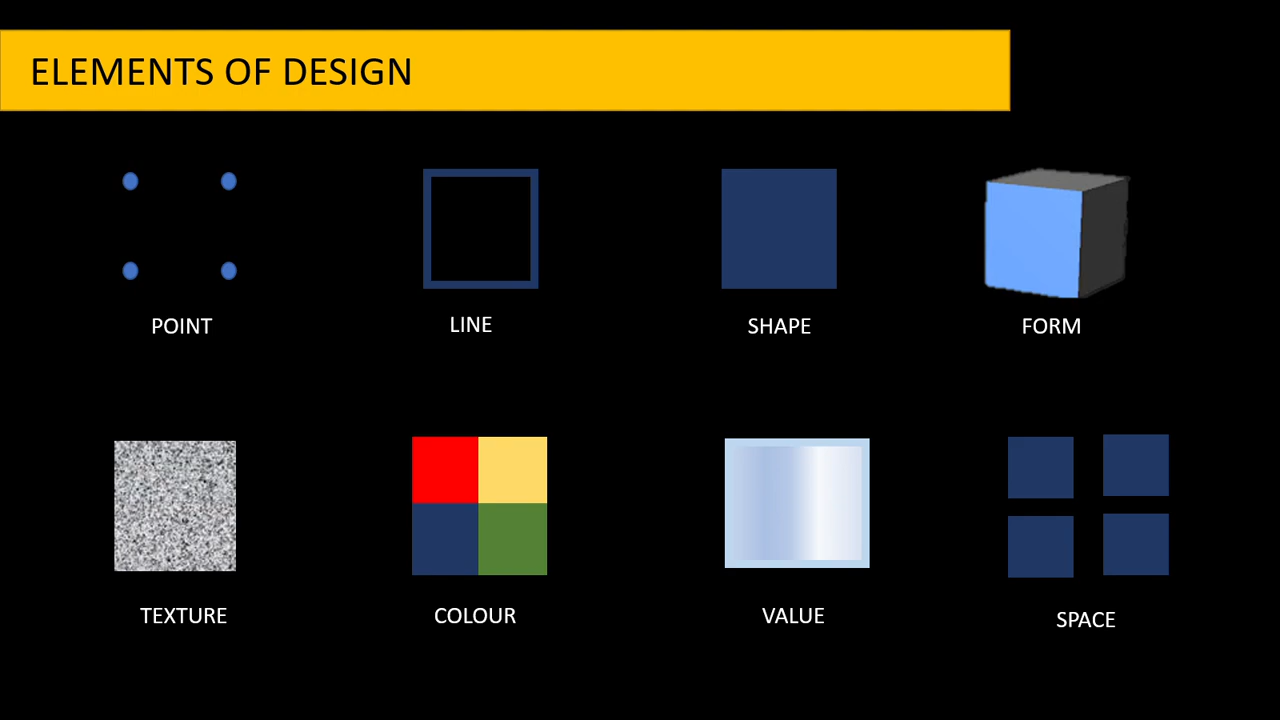 ELEMENTS OF DESIGN
POINT
LINE
SHAPE
FORM
TEXTURE
COLOUR
VALUE
SPACE